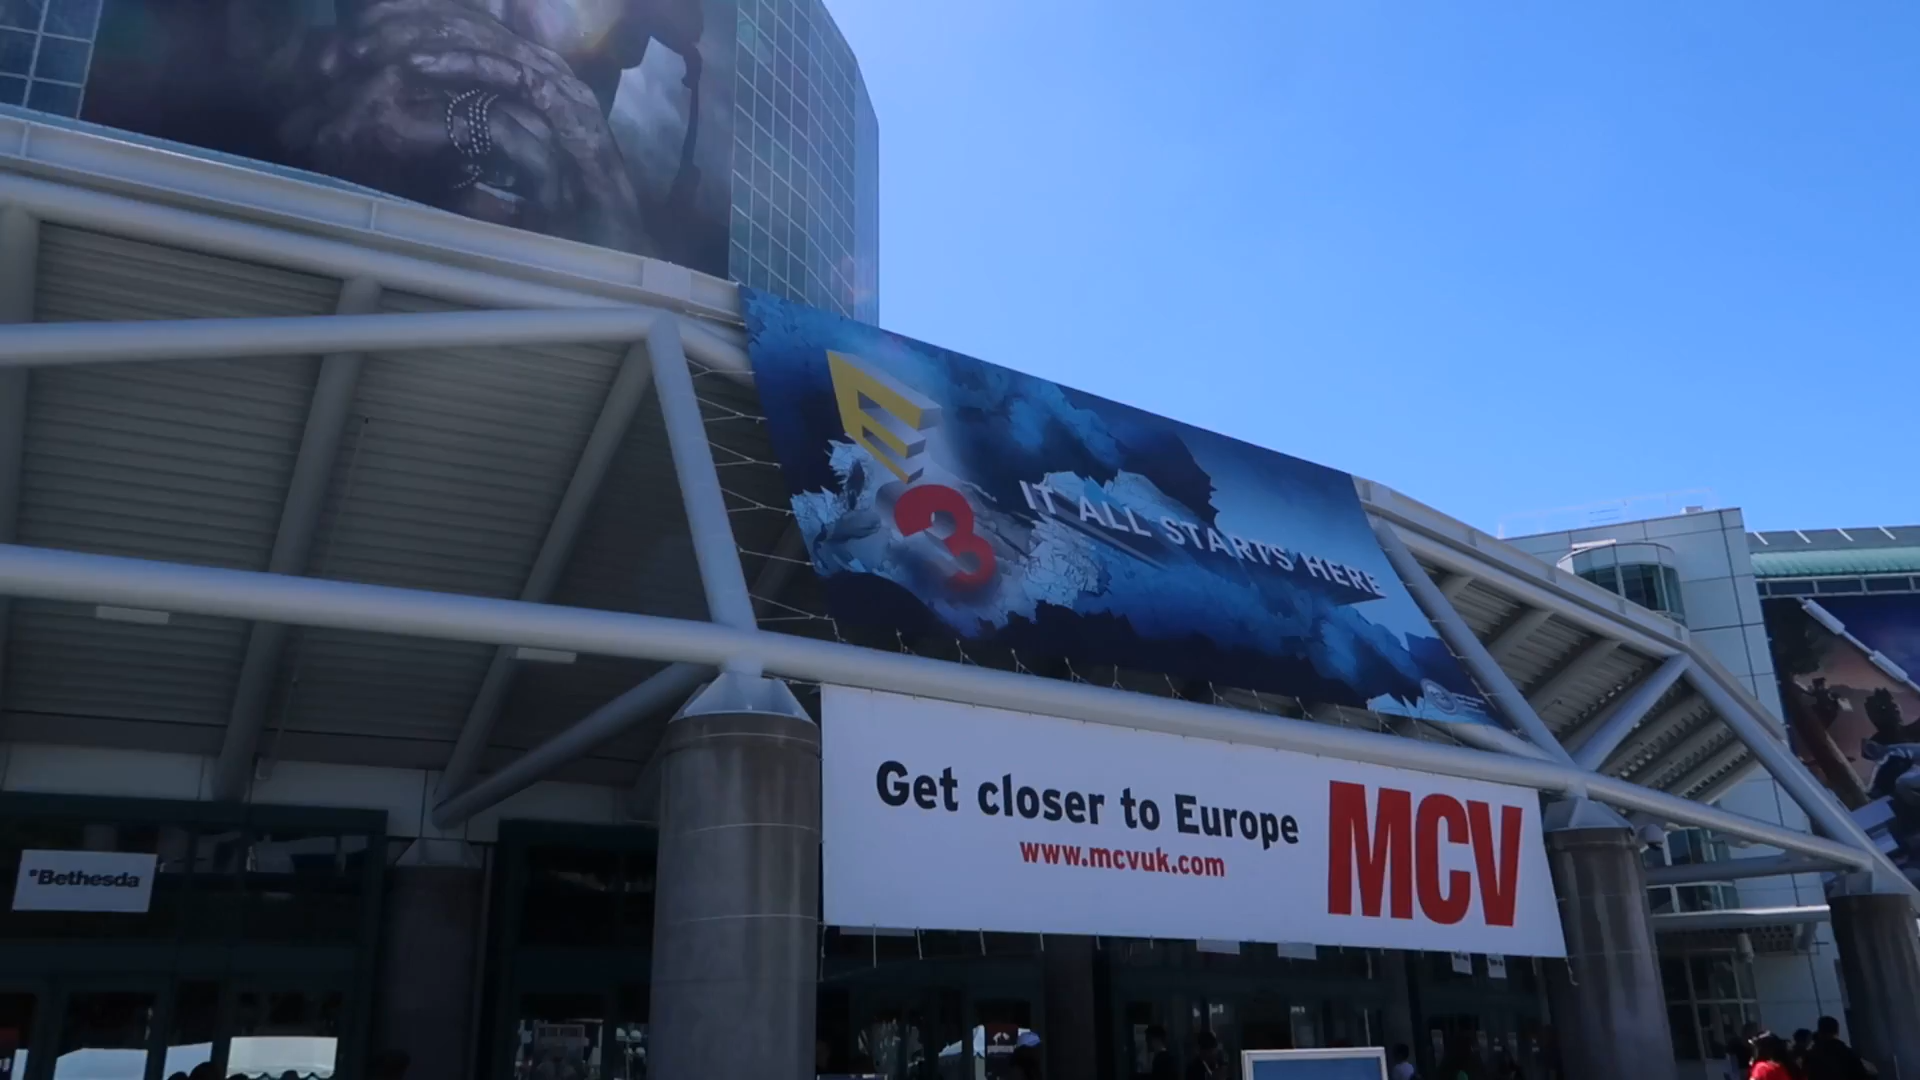 E3
IT ALL STARTS HERE
Get closer to Europe
www.mcvuk.com
MCV
Bethesda